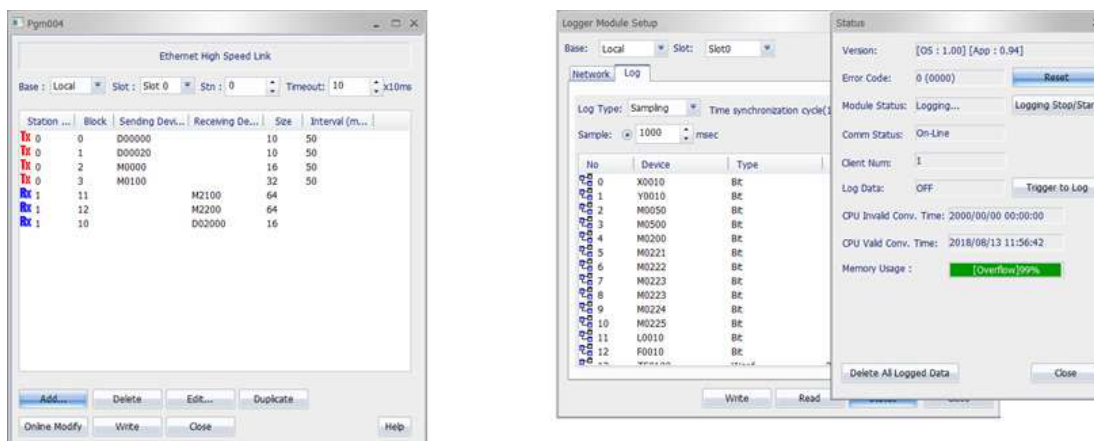 Pgm004
Ethernet High Speed Link
Base : Local Slot : Slot 0 Stn : 0 Timeout: 10 x10ms
Station ... Block Sending Devi... Receiving De... Size Interval (m...
Tx 0 0 D00000 10 50
Tx 0 1 D00020 10 50
Tx 0 2 M0000 16 50
Tx 0 3 M0100 32 50
Rx 1 11 M2100 64
Rx 1 12 M2200 64
Rx 1 10 D02000 16
Add... Delete Edit... Duplicate
Online Modify Write Close Help
Logger Module Setup
Base: Local Slot: Slot0
Network Log
Log Type: Sampling Time synchronization cycle(1
Sample: 1000 msec
No Device Type
0 X0010 Bit
1 Y0010 Bit
2 M0050 Bit
3 M0500 Bit
4 M0200 Bit
5 M0221 Bit
6 M0222 Bit
7 M0223 Bit
8 M0223 Bit
9 M0224 Bit
10 M0225 Bit
11 L0010 Bit
12 F0010 Bit
Write Read
Status
Version: [OS : 1.00] [App : 0.94]
Error Code: 0 (0000) Reset
Module Status: Logging... Logging Stop/Star
Comm Status: On-Line
Client Num: 1
Log Data: OFF Trigger to Log
CPU Invalid Conv. Time: 2000/00/00 00:00:00
CPU Valid Conv. Time: 2018/08/13 11:56:42
Memory Usage : [Overflow]99%
Delete All Logged Data Close